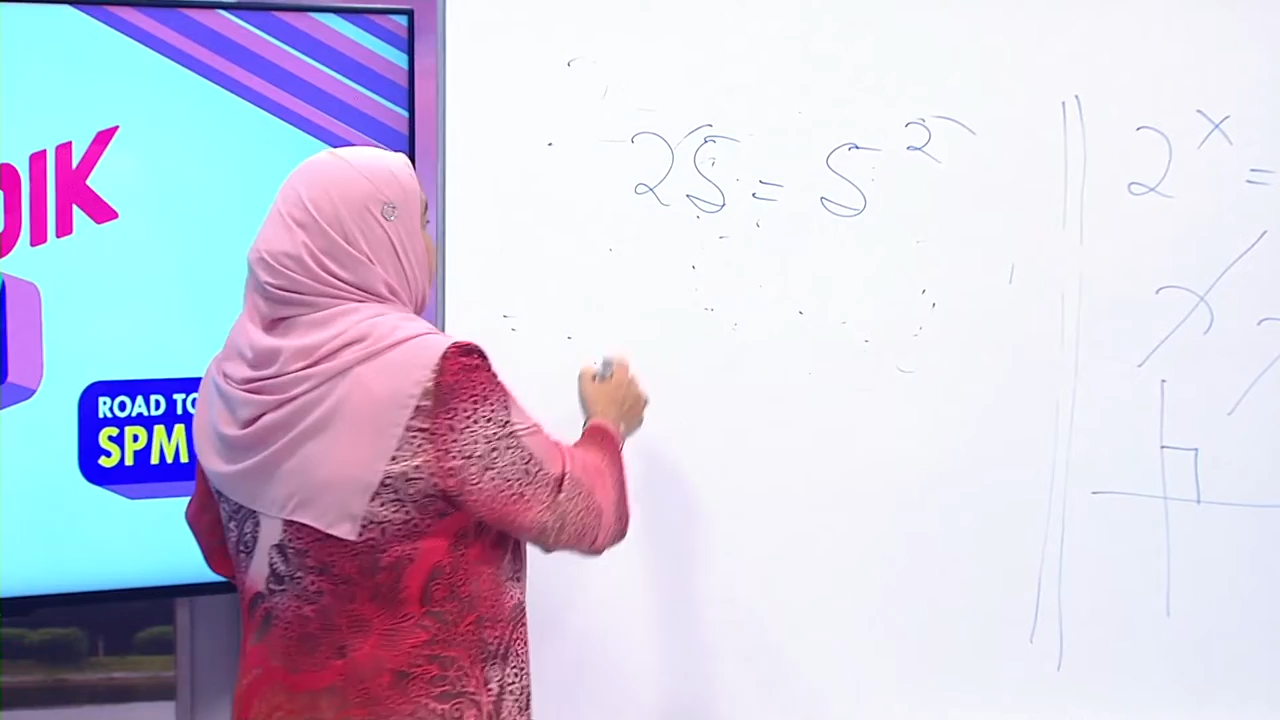 DIK
ROAD TO
SPM
25 = 5²
2ˣ =